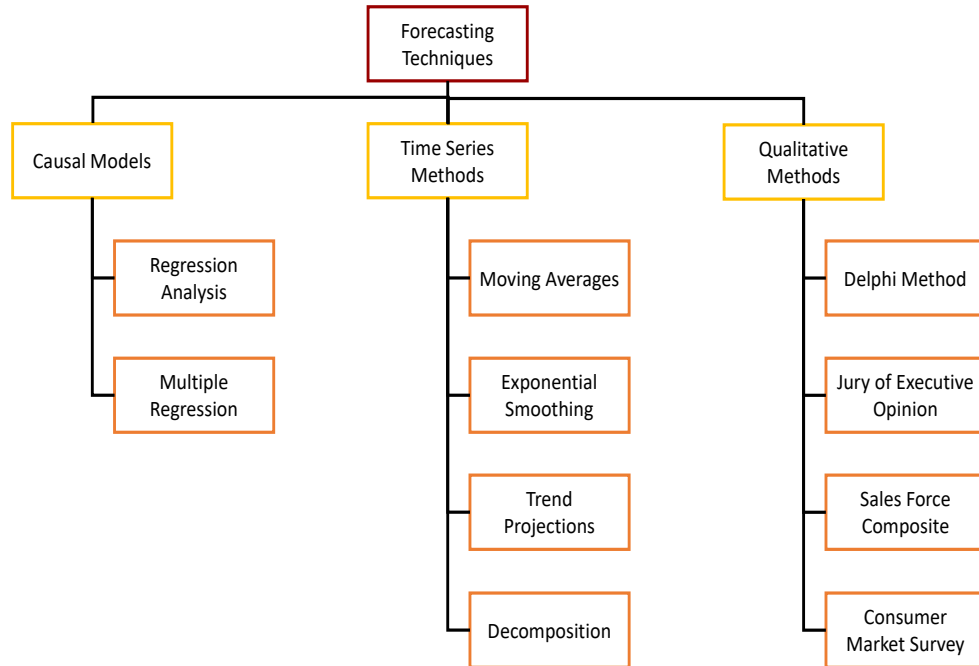 Forecasting
Techniques
Causal Models
Time Series
Methods
Qualitative
Methods
Regression
Analysis
Moving Averages
Delphi Method
Multiple
Regression
Exponential
Smoothing
Jury of Executive
Opinion
Trend
Projections
Sales Force
Composite
Decomposition
Consumer
Market Survey